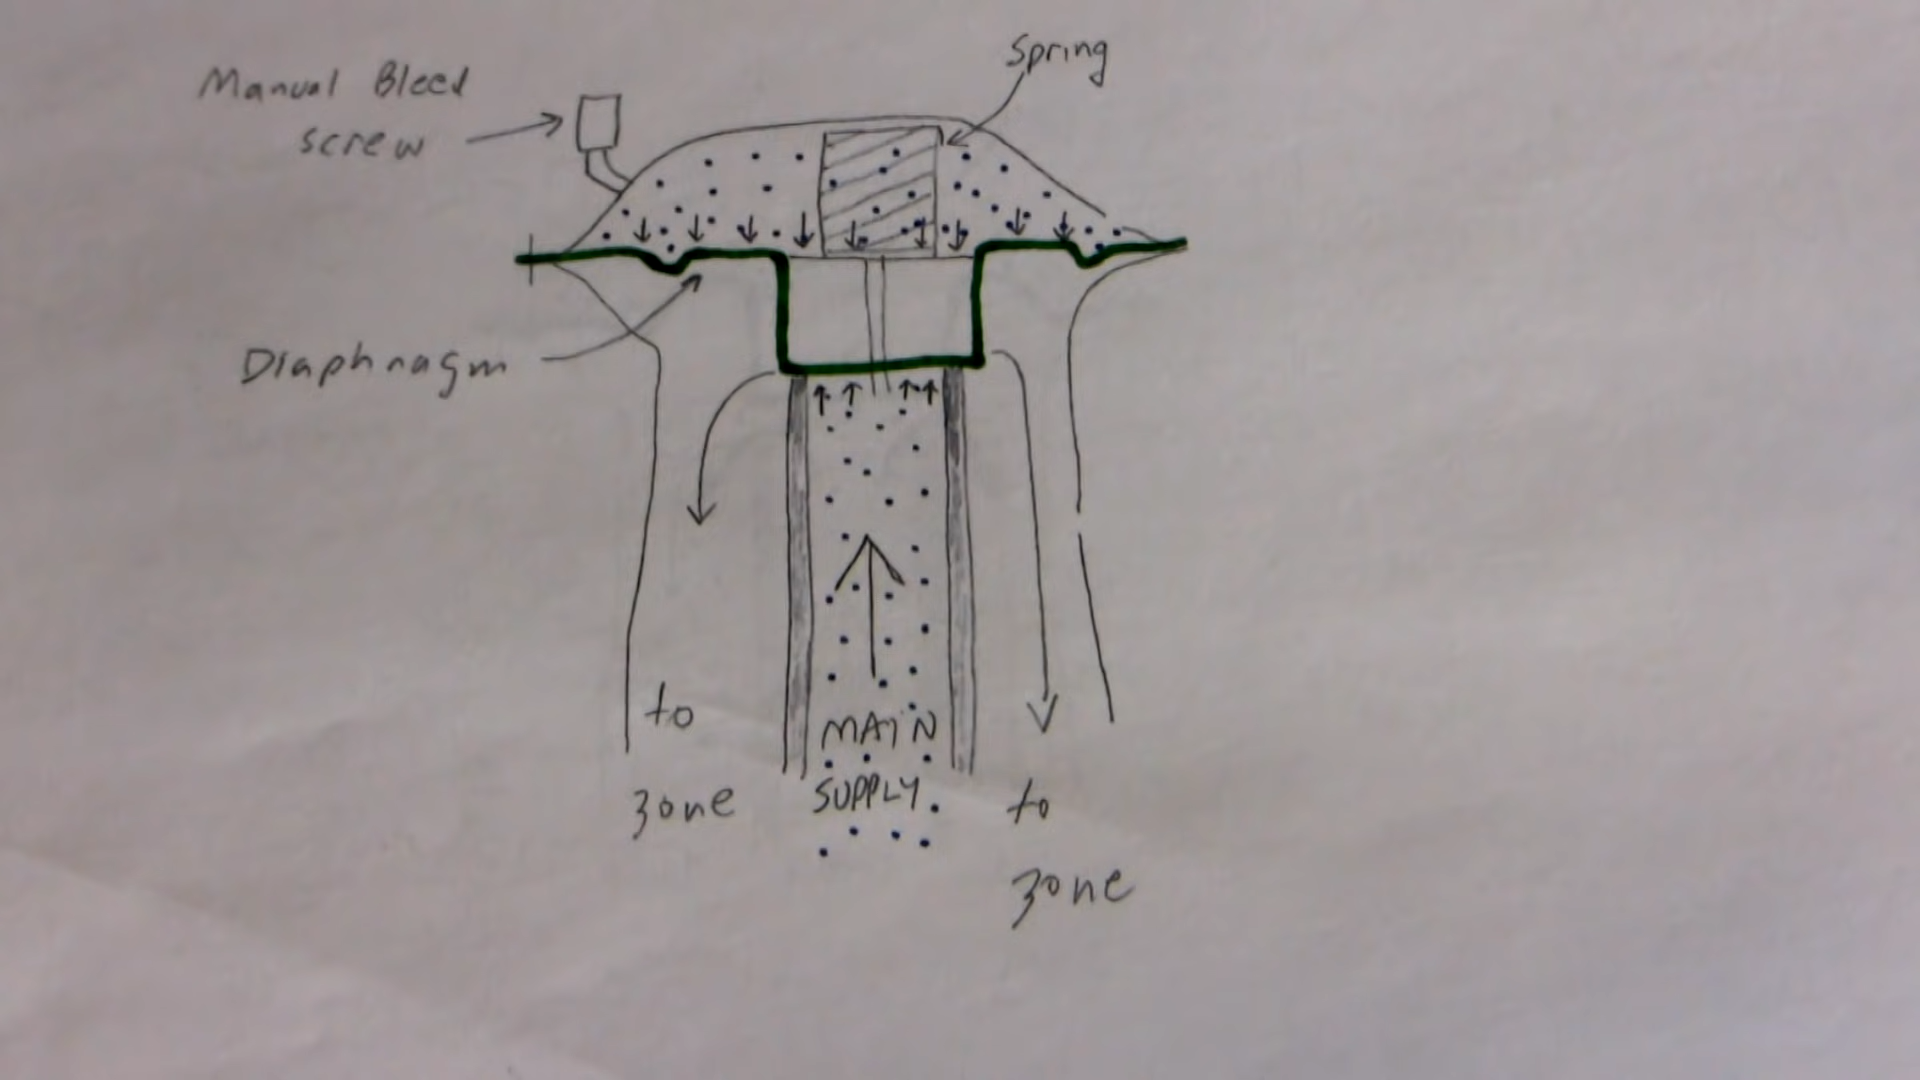 Spring
Manual Bleed
screw
Diaphragm
to
zone
MAIN
SUPPLY
to
zone